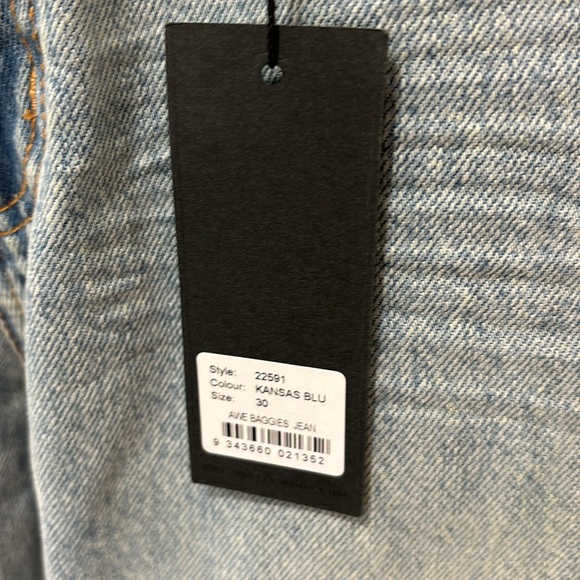 Style: 22591
Colour: KANSAS BLU
Size: 30
AWE BAGGIES JEAN
9 343660 021352